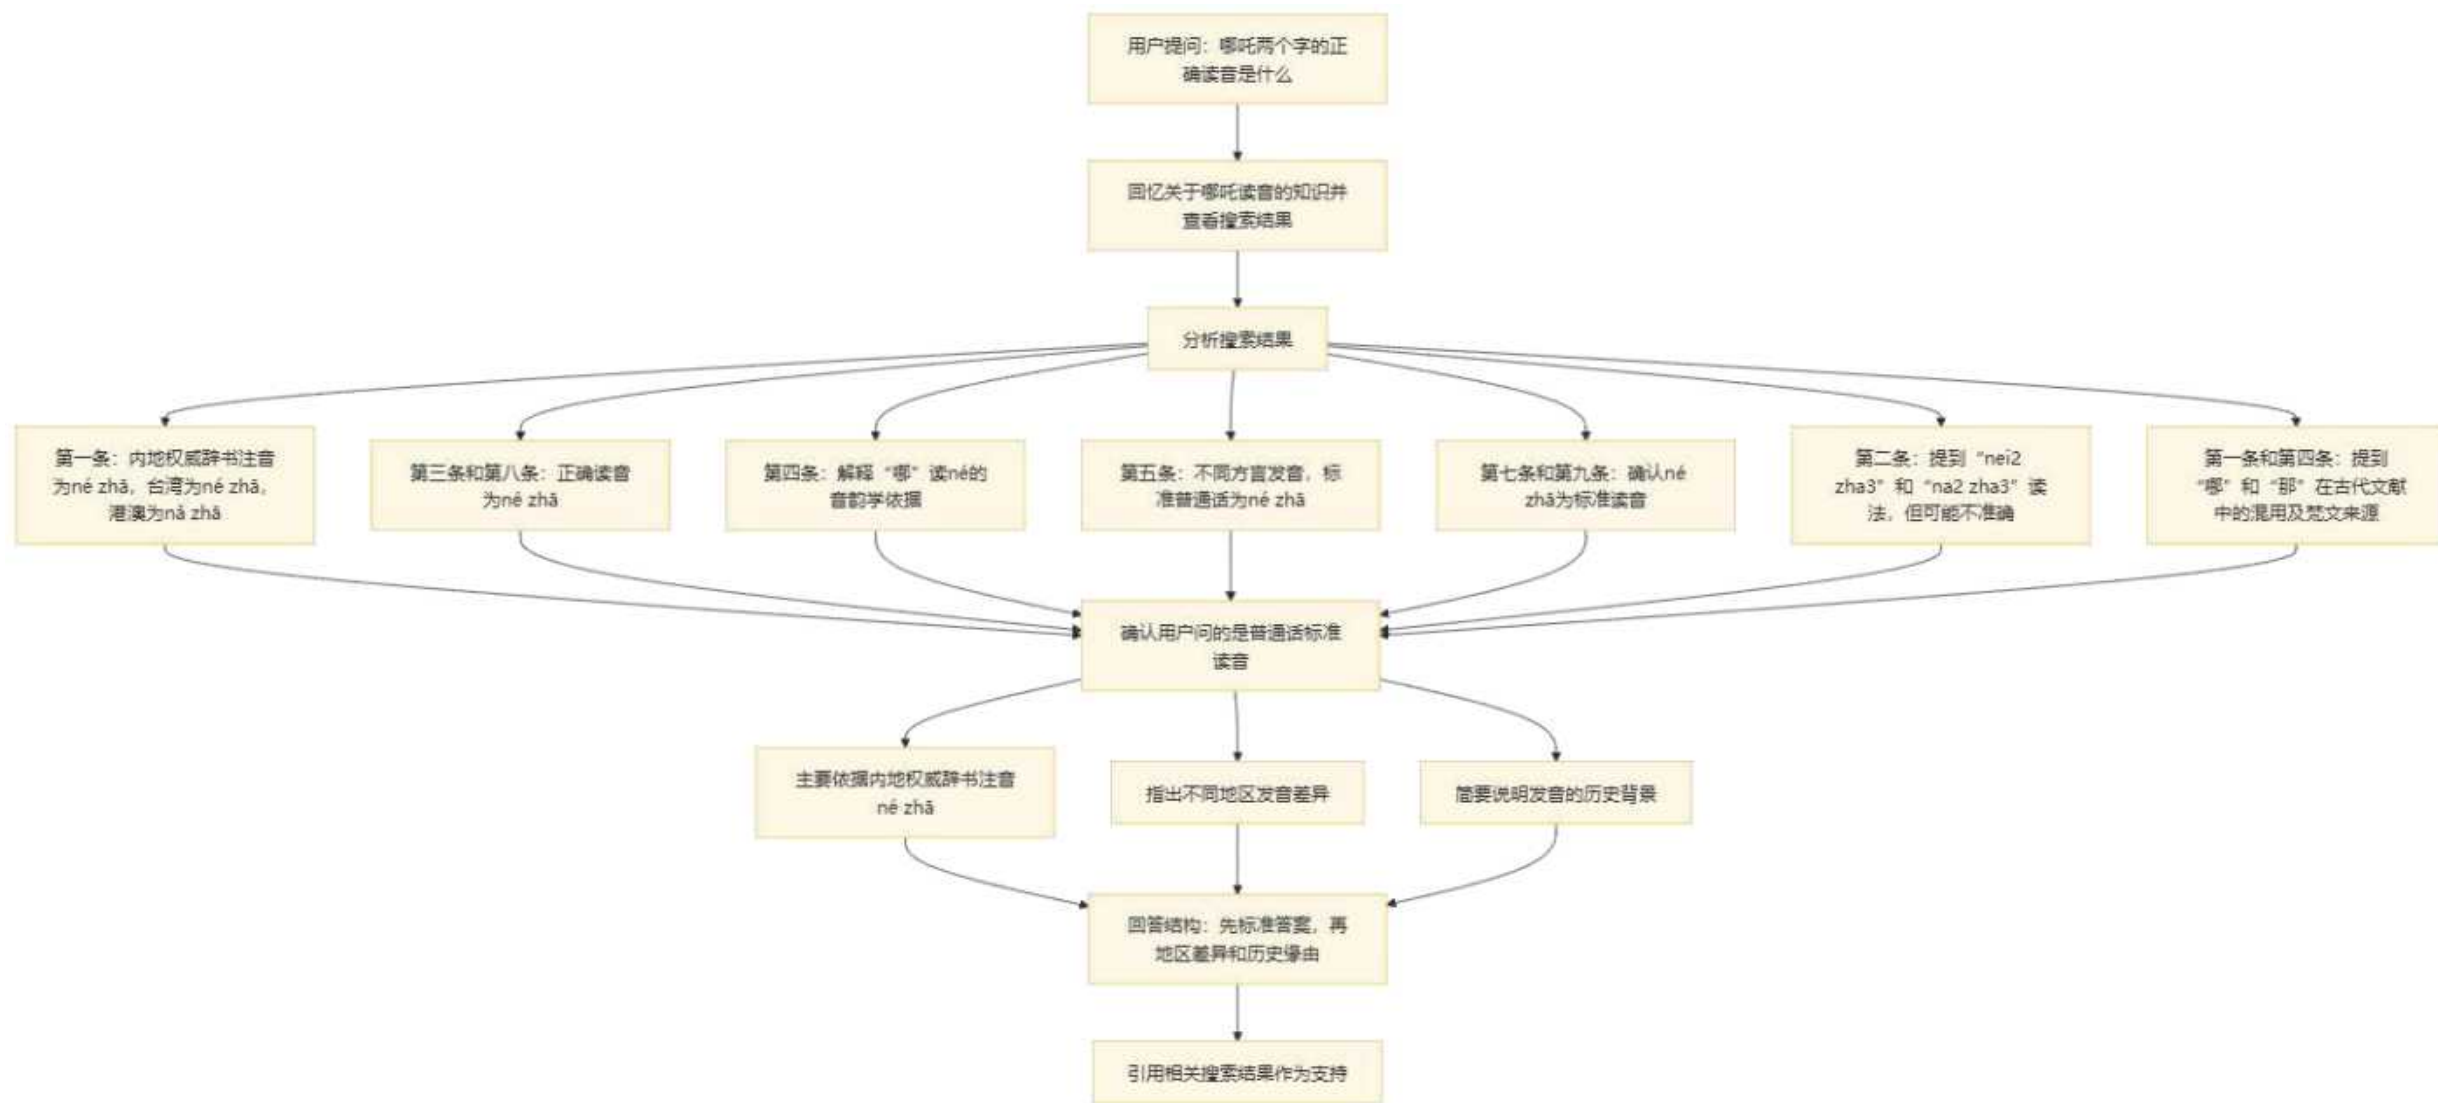 用户提问：哪吒两个字的正
确读音是什么
回忆关于哪吒读音的知识并
查看搜索结果
分析搜索结果
第一条：内地权威辞书注音
为né zhā，台湾为né zhā，
港澳为nǎ zhā
第三条和第八条：正确读音
为né zhā
第四条：解释“哪”读né的
音韵学依据
第五条：不同方言发音，标
准普通话为né zhā
第七条和第九条：确认né
zhā为标准读音
第二条：提到“nei2
zha3”和“na2 zha3”读
法，但可能不准确
第一条和第四条：提到
“哪”和“那”在古代文献
中的混用及梵文来源
确认用户问的是普通话标准
读音
主要依据内地权威辞书注音
né zhā
指出不同地区发音差异
简要说明发音的历史背景
回答结构：先标准答案，再
地区差异和历史缘由
引用相关搜索结果作为支持